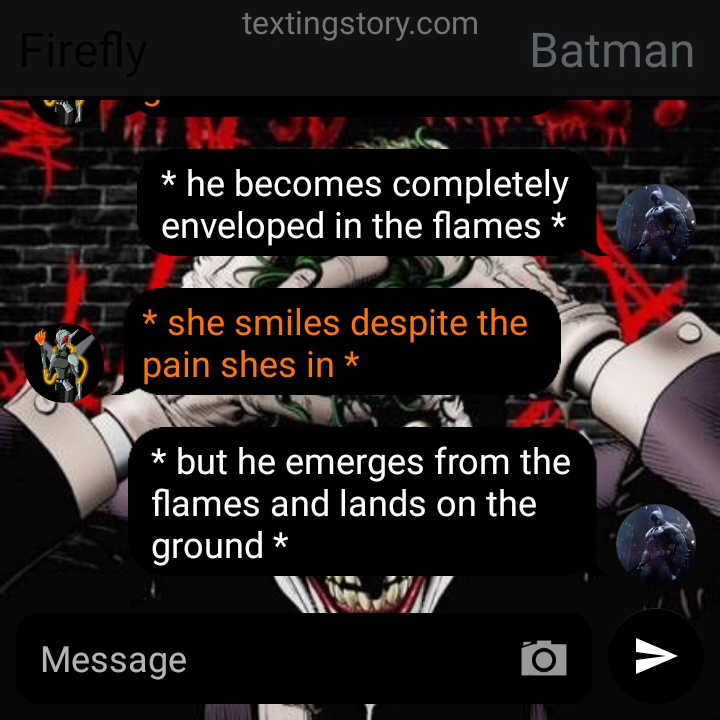 textingstory.com
Firefly
Batman
* he becomes completely
enveloped in the flames *
* she smiles despite the
pain shes in *
* but he emerges from the
flames and lands on the
ground *
Message